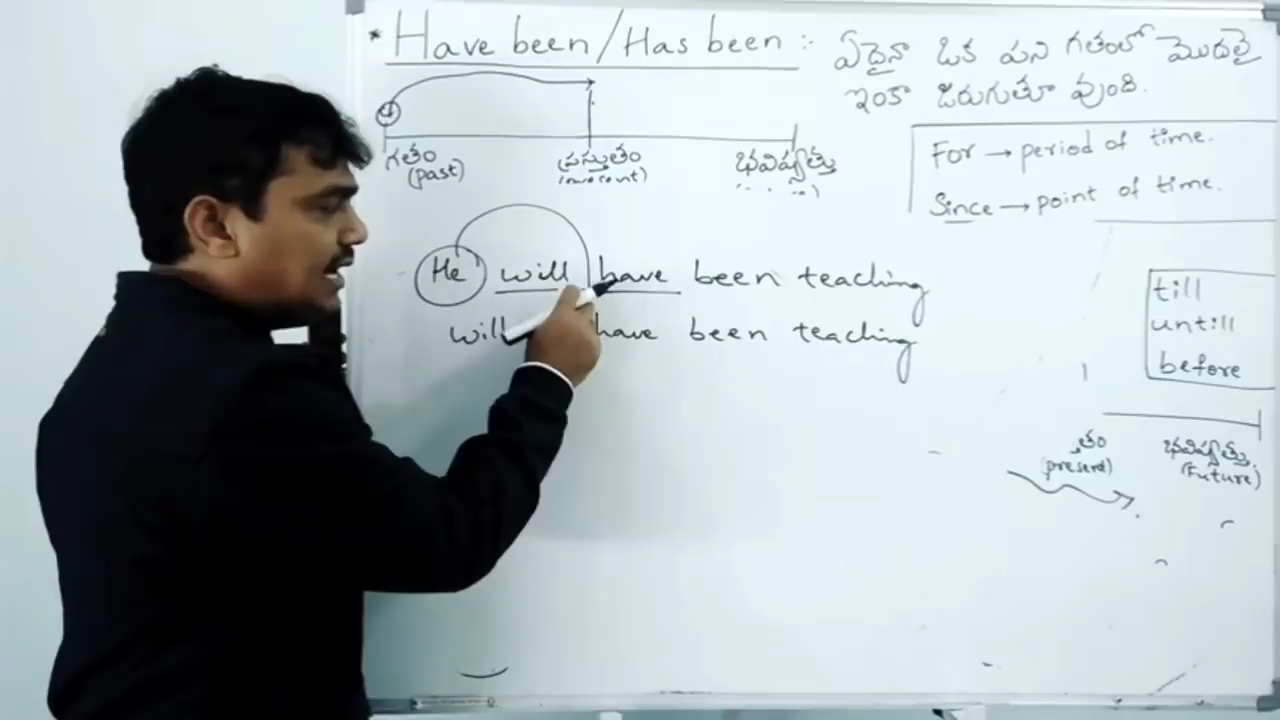 * Have been / Has been :- ఏదైనా ఒక పని గతంలో మొదలై
ఇంకా జరుగుతూ వుంది.
గతం
(past)
ప్రస్తుతం
భవిష్యత్తు
For → period of time.
Since → point of time.
He will have been teaching
will have been teaching
till
untill
before
తం
(present)
భవిష్యత్తు
(Future)